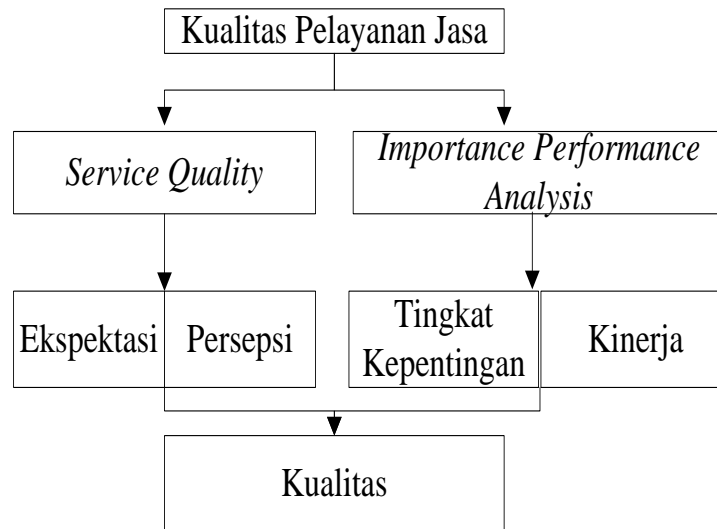 Kualitas Pelayanan Jasa
Service Quality
Importance Performance
Analysis
Ekspektasi
Persepsi
Tingkat
Kepentingan
Kinerja
Kualitas